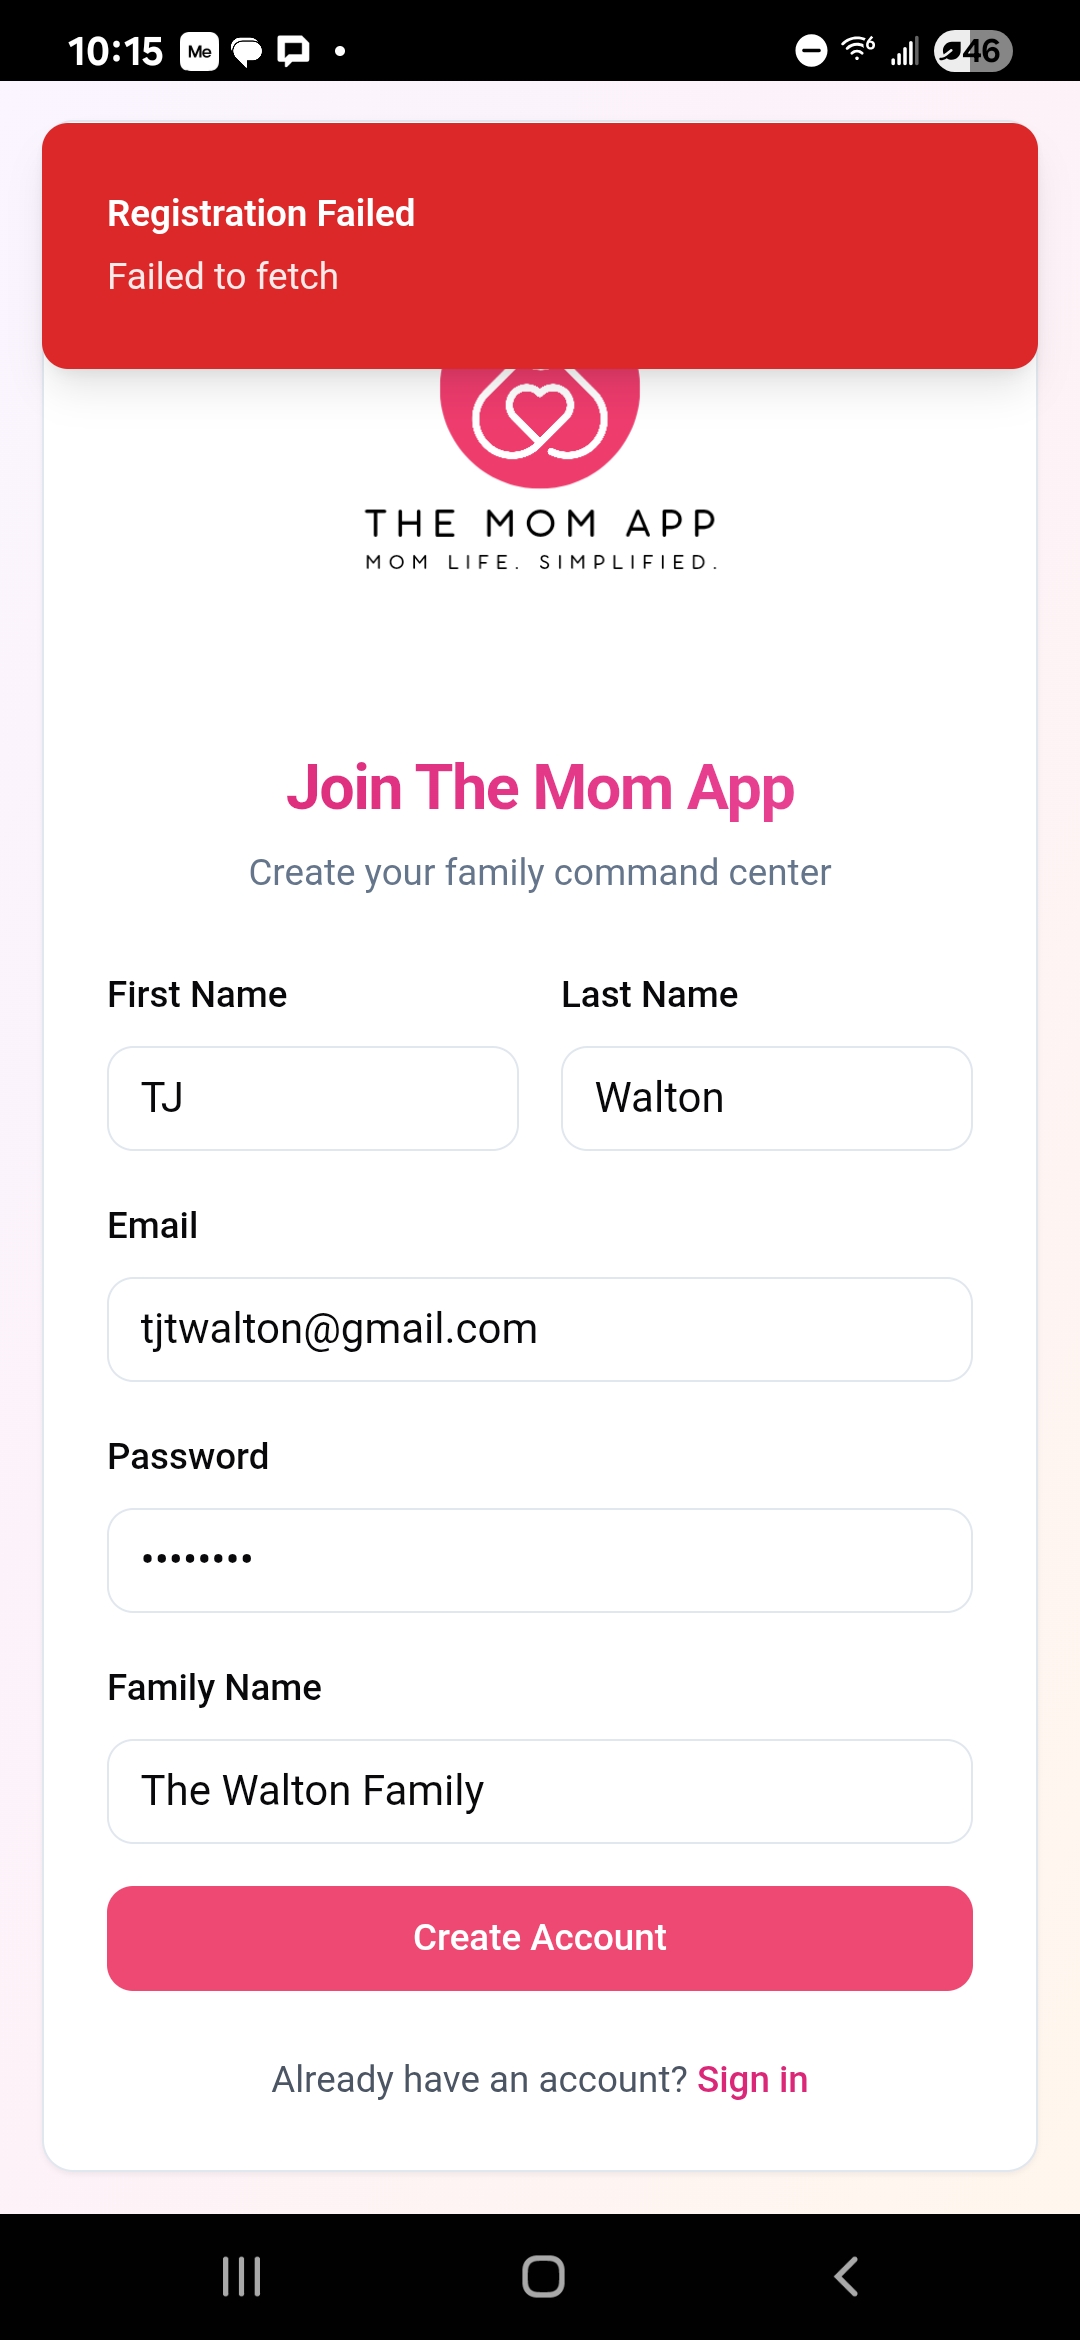 10:15 Me 6 46
Registration Failed
Failed to fetch
THE MOM APP
MOM LIFE. SIMPLIFIED.
Join The Mom App
Create your family command center
First Name Last Name
TJ Walton
Email
tjtwalton@gmail.com
Password
••••••••
Family Name
The Walton Family
Create Account
Already have an account? Sign in